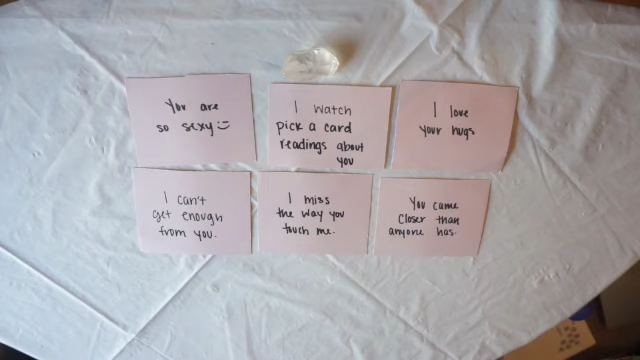 You are
so sexy :)
I watch
pick a card
readings about
you
I love
your hugs
I can't
get enough
from you.
I miss
the way you
touch me.
You came
closer than
anyone has.